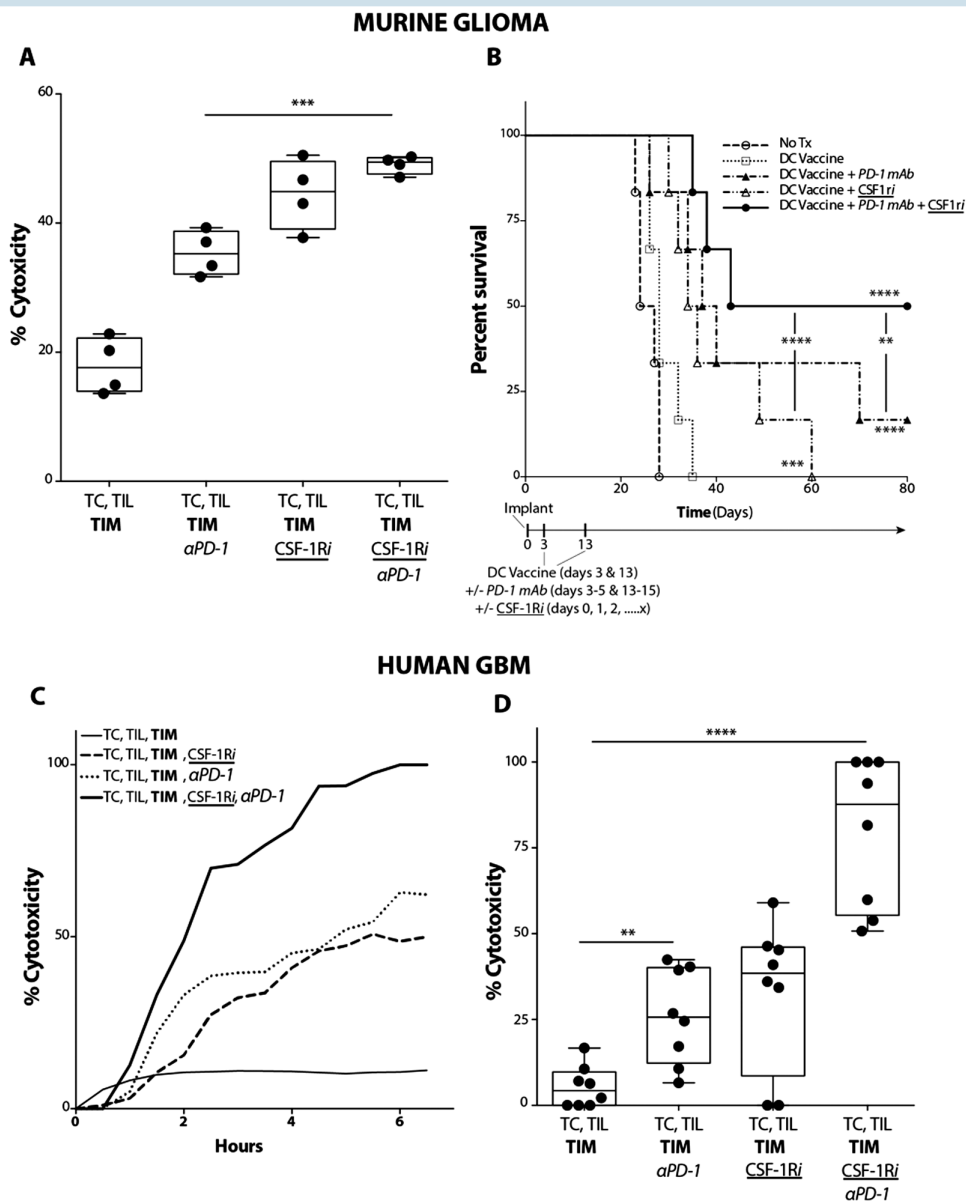 MURINE GLIOMA
A
% Cytoxicity
60
40
20
0
***
TC, TIL
TIM
TC, TIL
TIM
αPD-1
TC, TIL
TIM
CSF-1Ri
TC, TIL
TIM
CSF-1Ri
αPD-1
B
Percent survival
100
75
50
25
0
No Tx
DC Vaccine
DC Vaccine + PD-1 mAb
DC Vaccine + CSF1ri
DC Vaccine + PD-1 mAb + CSF1ri
****
****
**
****
***
0
20
40
60
80
Time (Days)
Implant
0
3
13
DC Vaccine (days 3 & 13)
+/- PD-1 mAb (days 3-5 & 13-15)
+/- CSF-1Ri (days 0, 1, 2, .....x)
HUMAN GBM
C
TC, TIL, TIM
TC, TIL, TIM , CSF-1Ri
TC, TIL, TIM , αPD-1
TC, TIL, TIM , CSF-1Ri, αPD-1
% Cytotoxicity
100
50
0
0
2
4
6
Hours
D
% Cytotoxicity
100
75
50
25
0
****
**
TC, TIL
TIM
TC, TIL
TIM
αPD-1
TC, TIL
TIM
CSF-1Ri
TC, TIL
TIM
CSF-1Ri
αPD-1